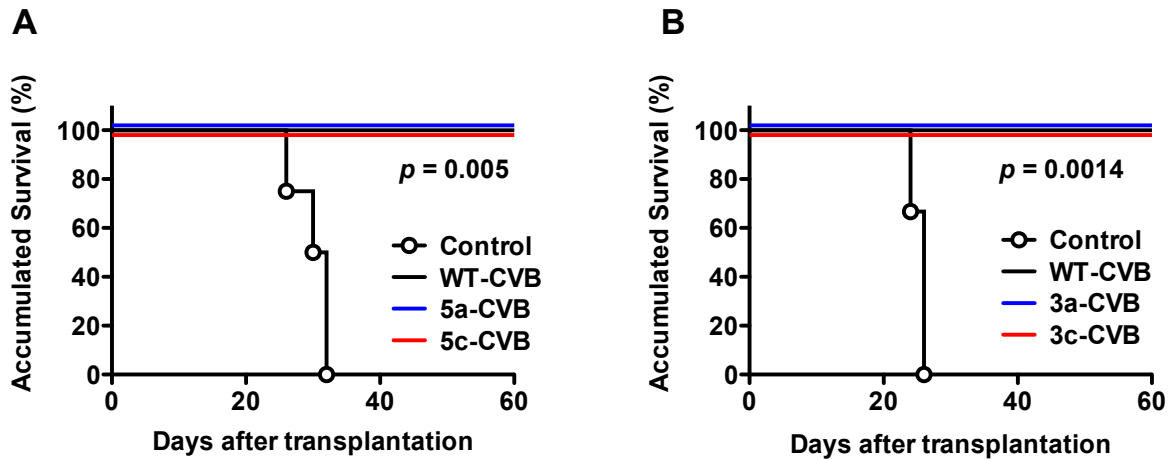 A
Accumulated Survival (%)
100
80
60
40
20
0
0 20 40 60
Days after transplantation
p = 0.005
Control
WT-CVB
5a-CVB
5c-CVB
B
Accumulated Survival (%)
100
80
60
40
20
0
0 20 40 60
Days after transplantation
p = 0.0014
Control
WT-CVB
3a-CVB
3c-CVB